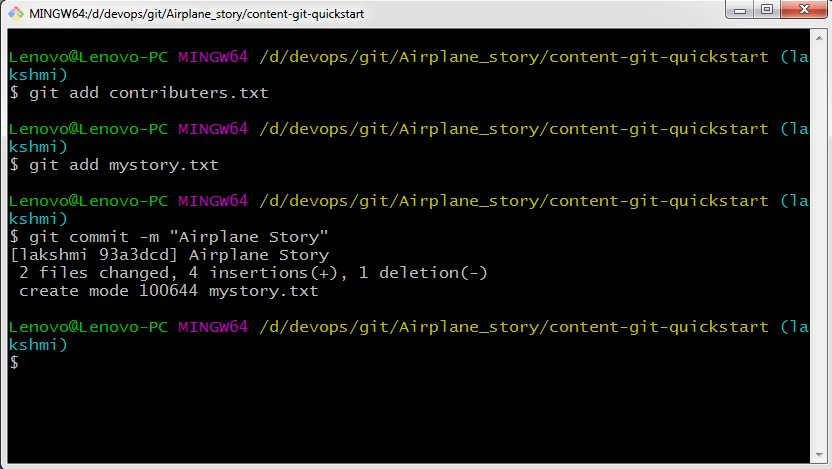 MINGW64:/d/devops/git/Airplane_story/content-git-quickstart
Lenovo@Lenovo-PC MINGW64 /d/devops/git/Airplane_story/content-git-quickstart (la
kshmi)
$ git add contributers.txt
Lenovo@Lenovo-PC MINGW64 /d/devops/git/Airplane_story/content-git-quickstart (la
kshmi)
$ git add mystory.txt
Lenovo@Lenovo-PC MINGW64 /d/devops/git/Airplane_story/content-git-quickstart (la
kshmi)
$ git commit -m "Airplane Story"
[lakshmi 93a3dcd] Airplane Story
 2 files changed, 4 insertions(+), 1 deletion(-)
 create mode 100644 mystory.txt
Lenovo@Lenovo-PC MINGW64 /d/devops/git/Airplane_story/content-git-quickstart (la
kshmi)
$